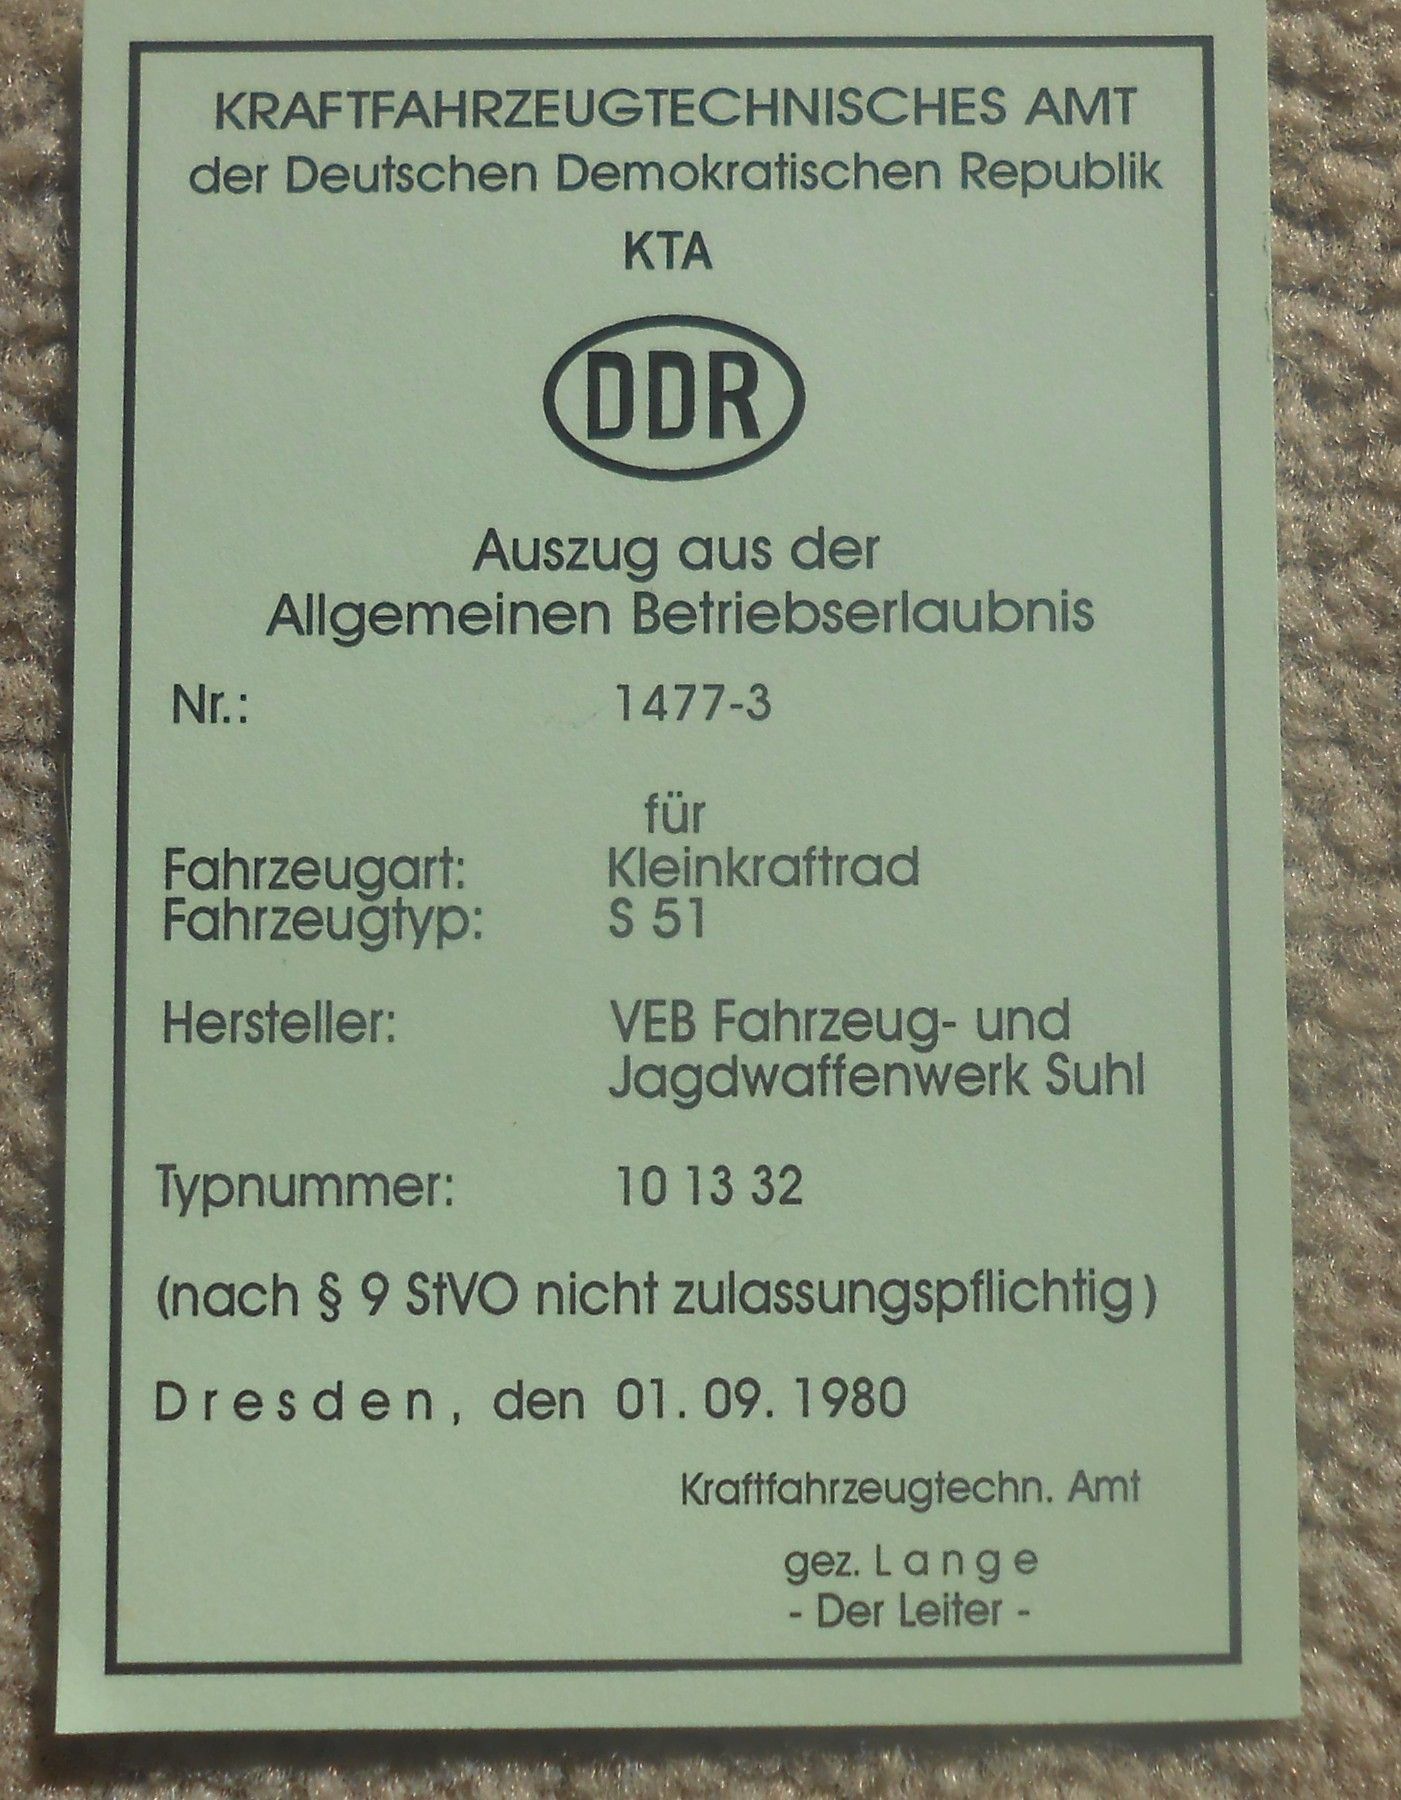 KRAFTFAHRZEUGTECHNISCHES AMT
der Deutschen Demokratischen Republik
KTA
DDR
Auszug aus der
Allgemeinen Betriebserlaubnis
Nr.: 1477-3
für
Fahrzeugart: Kleinkraftrad
Fahrzeugtyp: S 51
Hersteller: VEB Fahrzeug- und
Jagdwaffenwerk Suhl
Typnummer: 10 13 32
(nach § 9 StVO nicht zulassungspflichtig)
Dresden, den 01. 09. 1980
Kraftfahrzeugtechn. Amt
gez. Lange
- Der Leiter -